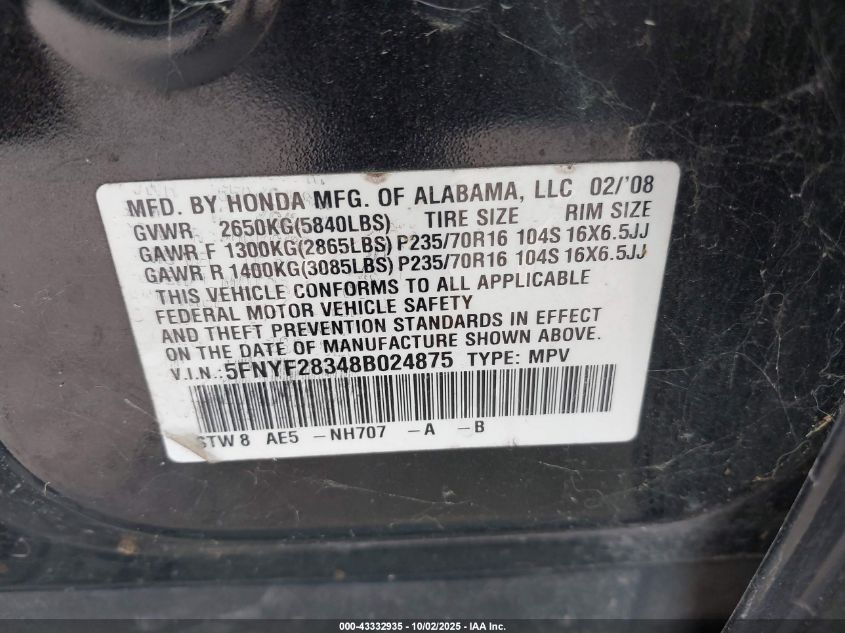 MFD. BY HONDA MFG. OF ALABAMA, LLC 02/'08
GVWR 2650KG(5840LBS) TIRE SIZE RIM SIZE
GAWR F 1300KG(2865LBS) P235/70R16 104S 16X6.5JJ
GAWR R 1400KG(3085LBS) P235/70R16 104S 16X6.5JJ
THIS VEHICLE CONFORMS TO ALL APPLICABLE
FEDERAL MOTOR VEHICLE SAFETY
AND THEFT PREVENTION STANDARDS IN EFFECT
ON THE DATE OF MANUFACTURE SHOWN ABOVE.
V.I.N.: 5FNYF28348B024875 TYPE: MPV
STW 8 AE5 -NH707 -A -B
000-43332935 - 10/02/2025 - IAA Inc.